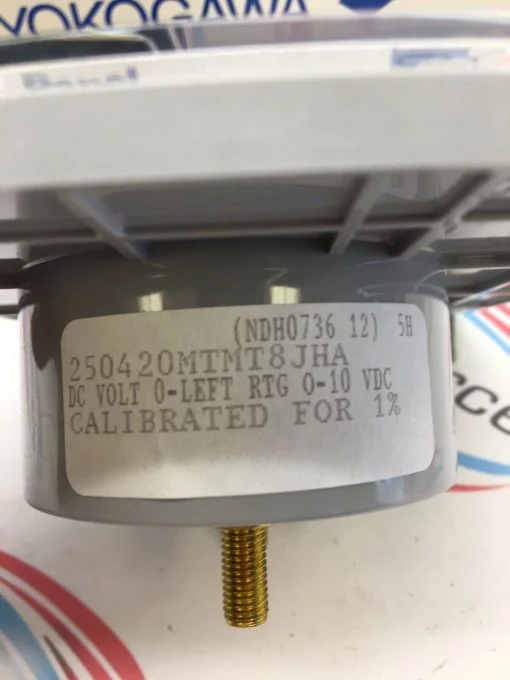 YOKOGAWA
(NDH0736 12) 5H
250420MTMT8JHA
DC VOLT 0-LEFT RTG 0-10 VDC
CALIBRATED FOR 1%